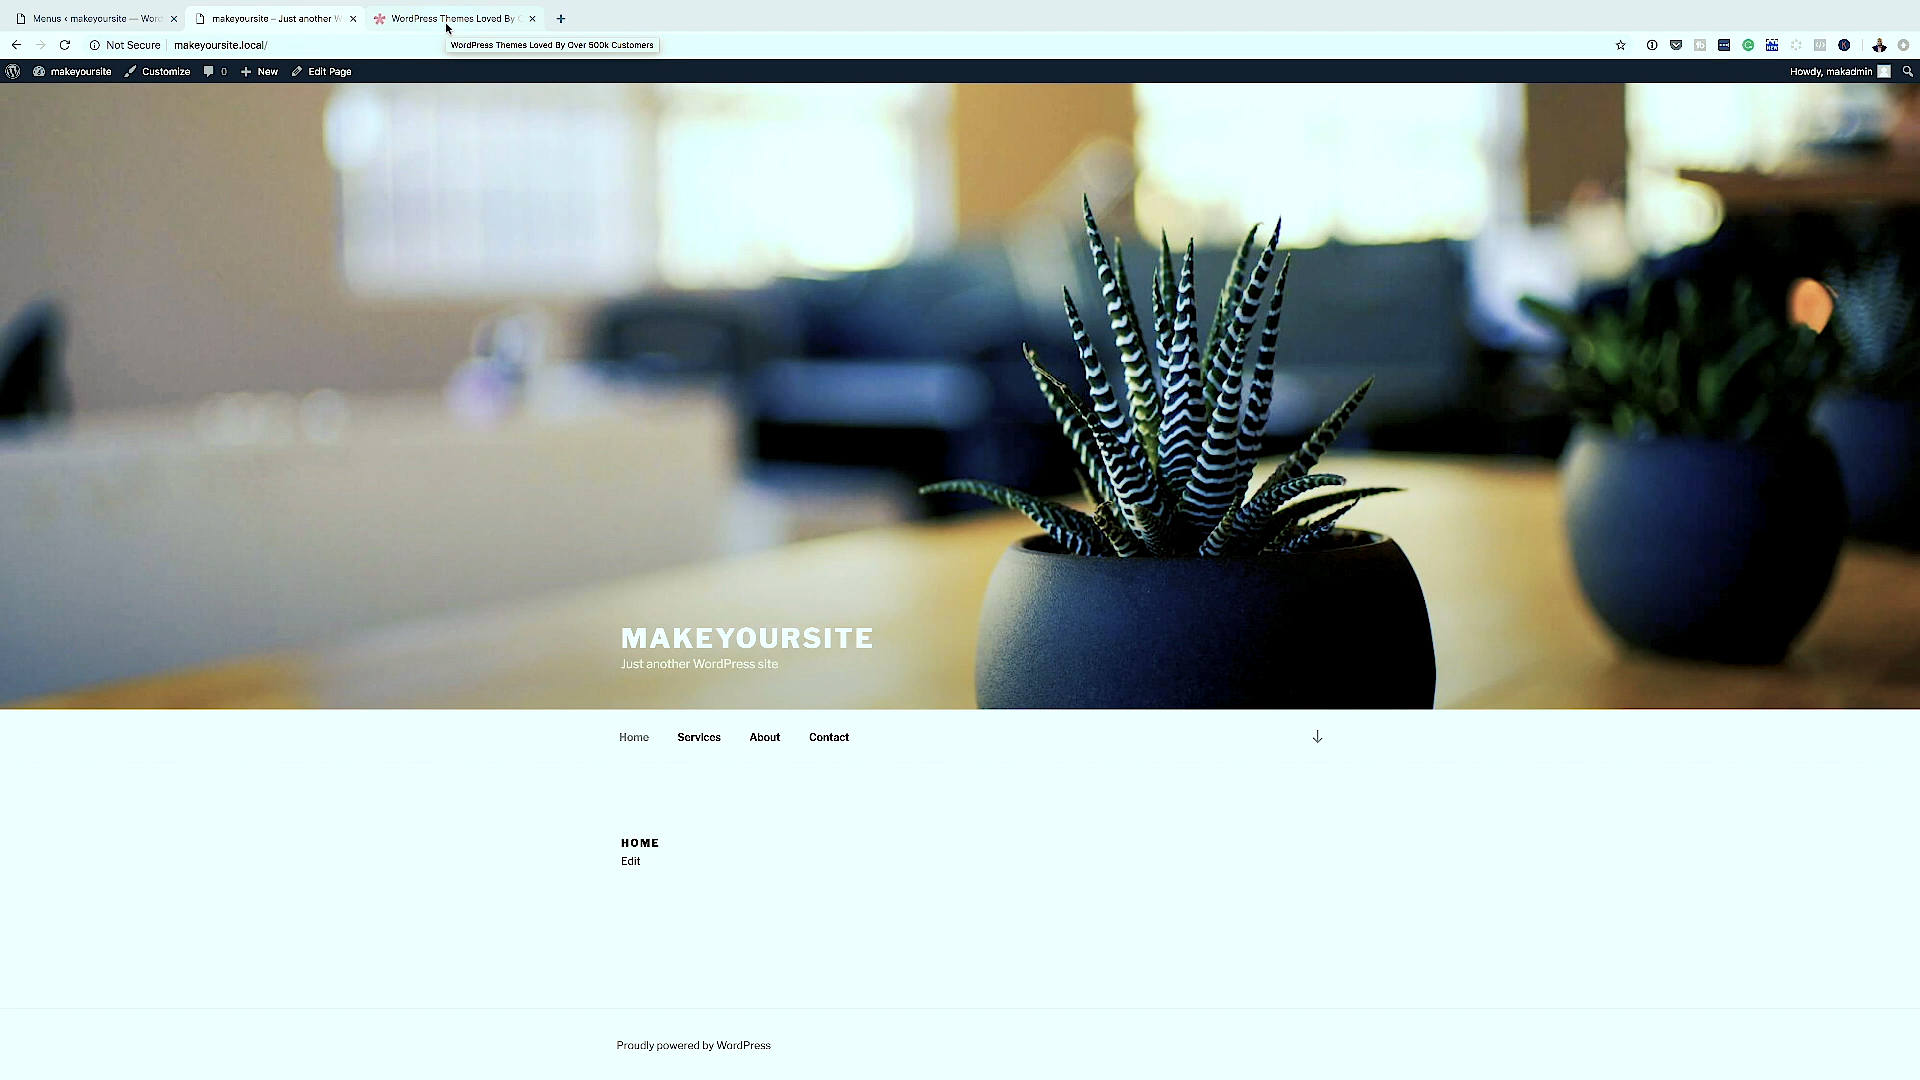 Menus ‹ makeyoursite — Word
makeyoursite – Just another W
WordPress Themes Loved By O
Not Secure
makeyoursite.local/
WordPress Themes Loved By Over 500k Customers
makeyoursite
Customize
0
New
Edit Page
Howdy, makadmin
MAKEYOURSITE
Just another WordPress site
Home
Services
About
Contact
HOME
Edit
Proudly powered by WordPress